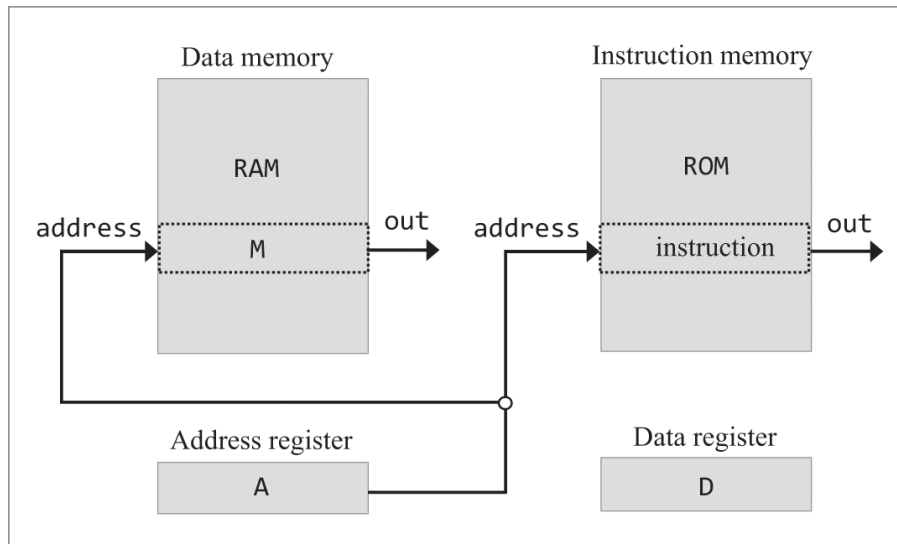 Data memory
Instruction memory
RAM
ROM
address
M
out
address
instruction
out
Address register
Data register
A
D